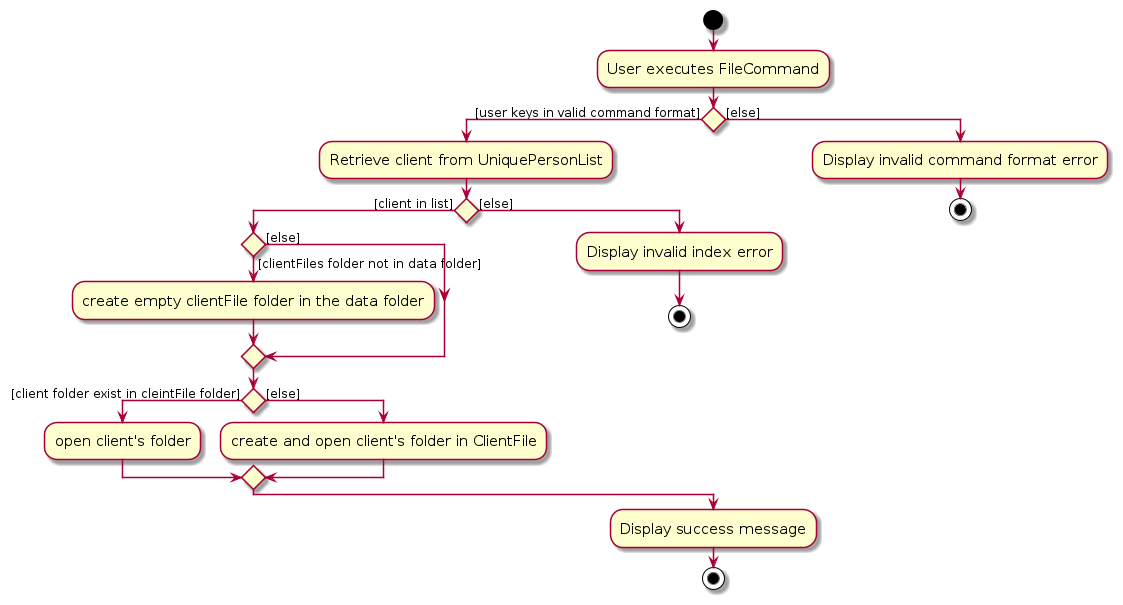 User executes FileCommand
[user keys in valid command format]
[else]
Retrieve client from UniquePersonList
Display invalid command format error
[client in list]
[else]
[else]
Display invalid index error
[clientFiles folder not in data folder]
create empty clientFile folder in the data folder
[client folder exist in cleintFile folder]
[else]
open client's folder
create and open client's folder in ClientFile
Display success message